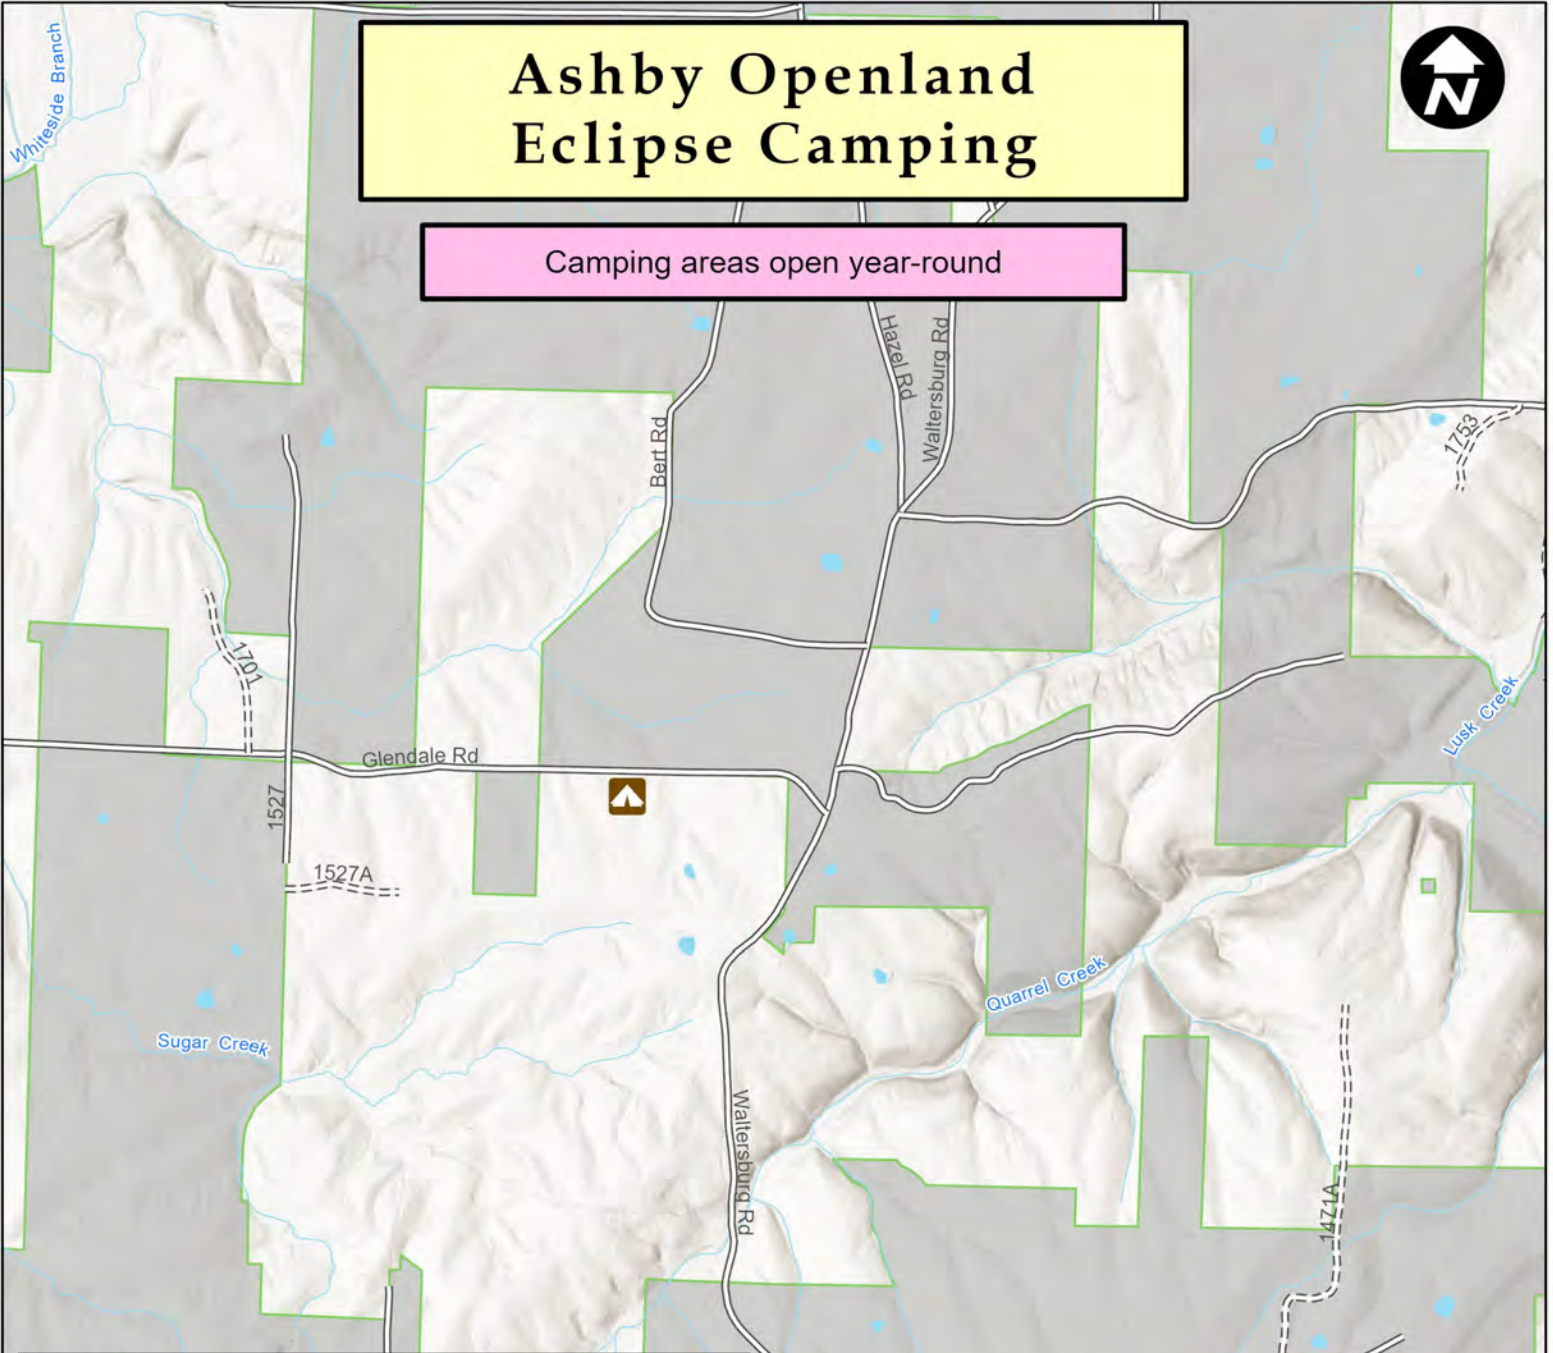 Whiteside Branch
Ashby Openland
Eclipse Camping
N
Camping areas open year-round
Hazel Rd
Waltersburg Rd
Bert Rd
1753
1701
Lusk Creek
Glendale Rd
1527
1527A
Quarrel Creek
Sugar Creek
Waltersburg Rd
1471A